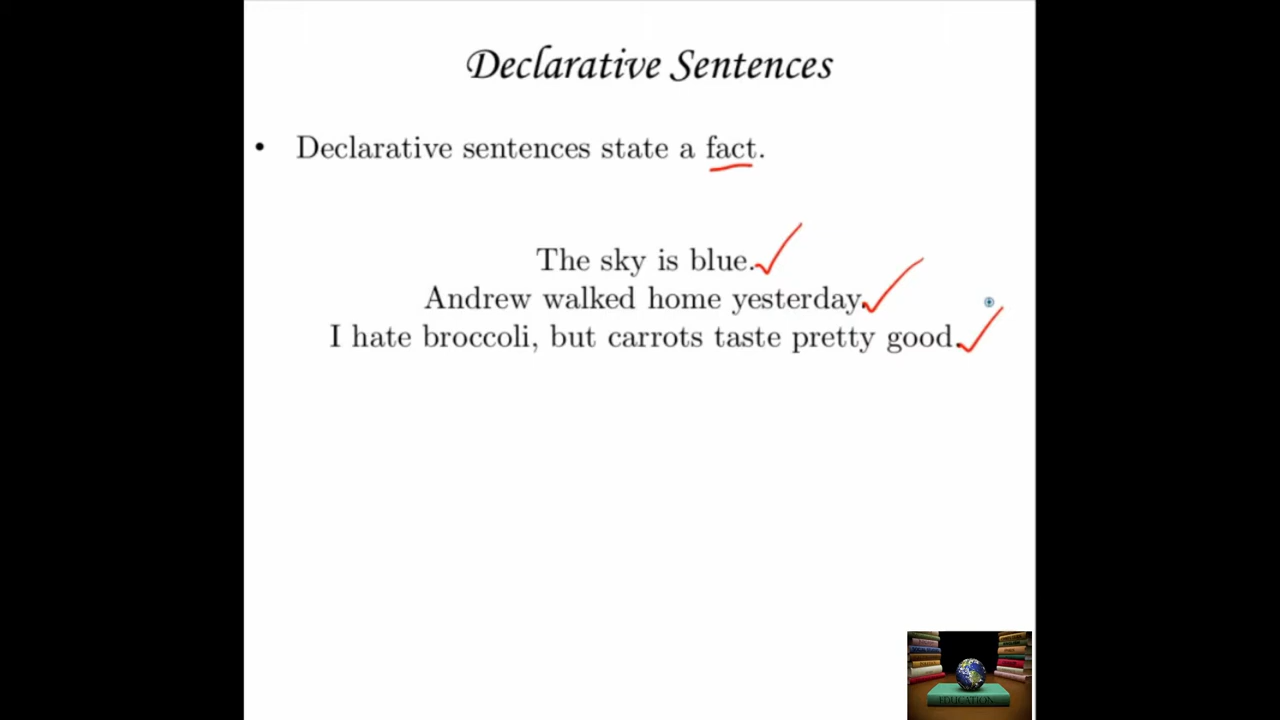 Declarative Sentences
• Declarative sentences state a fact.
The sky is blue.
Andrew walked home yesterday.
I hate broccoli, but carrots taste pretty good.
EDUCATION